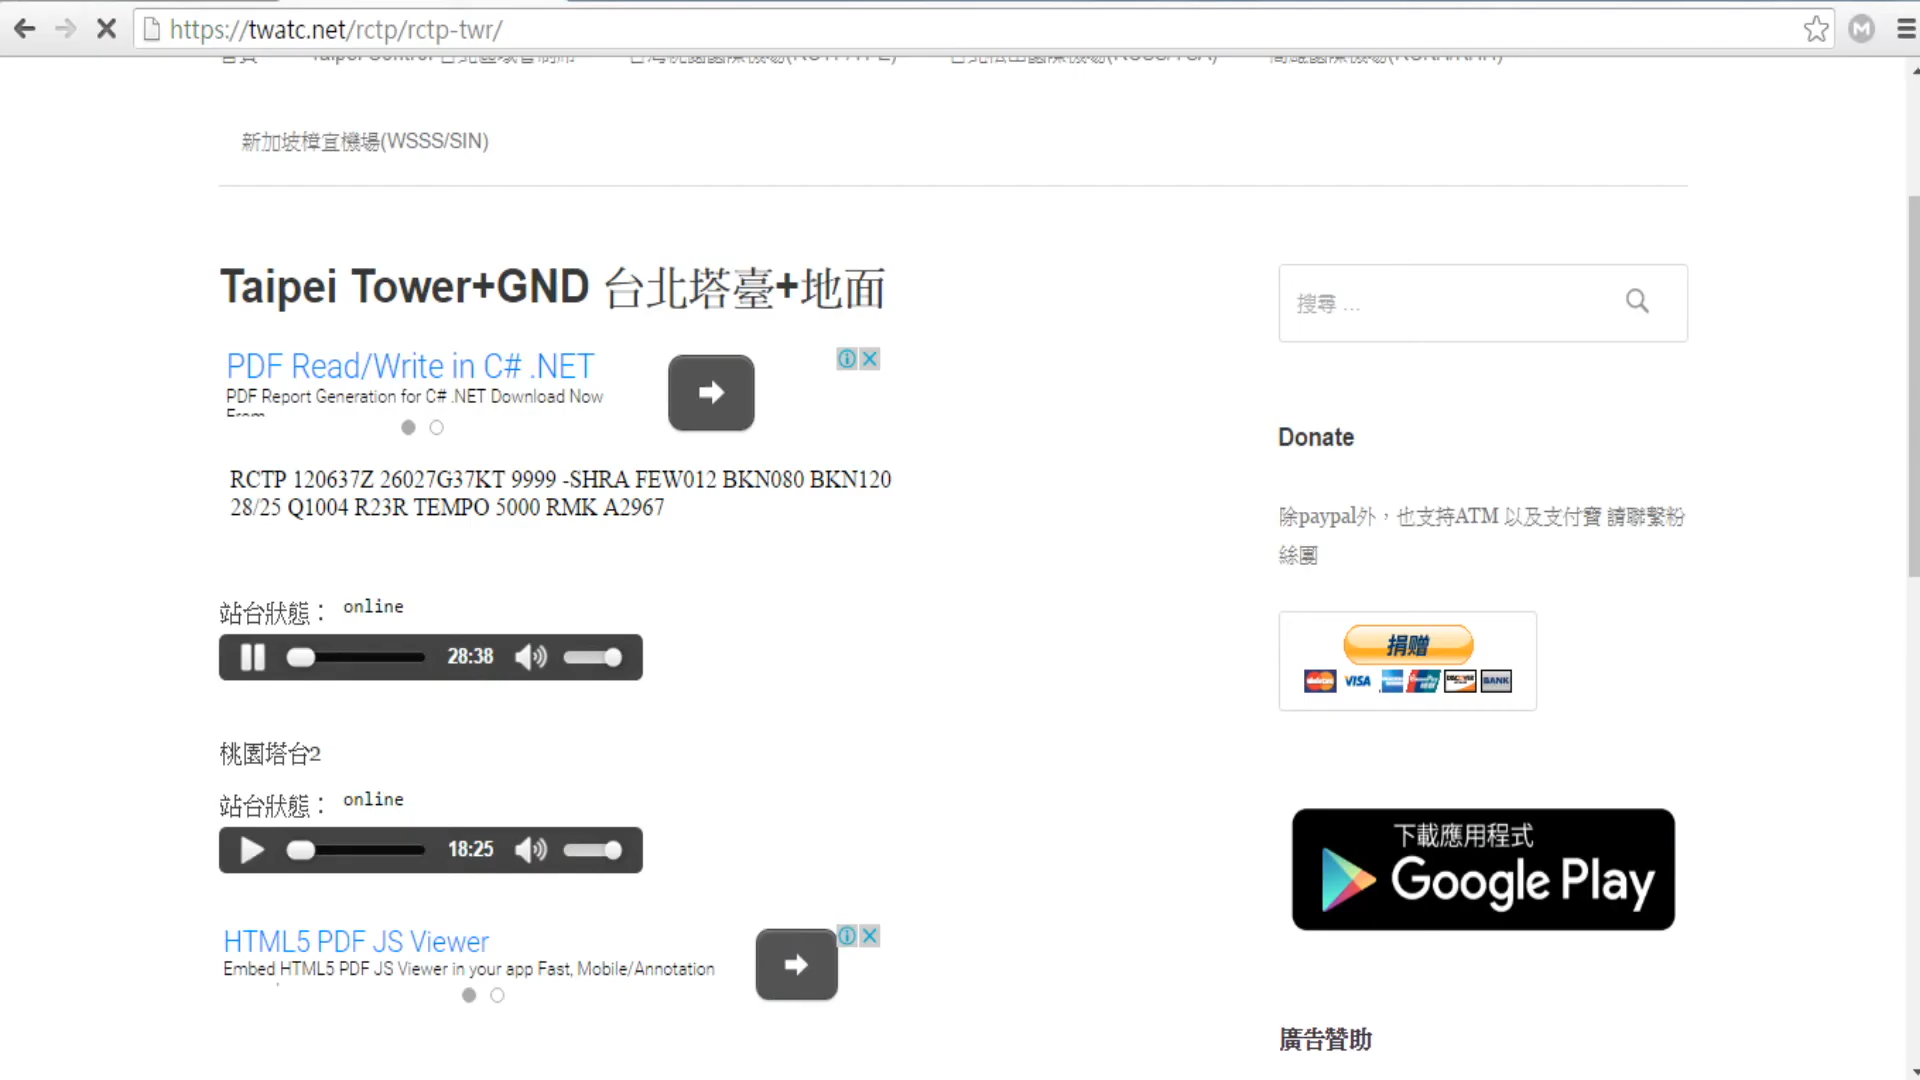 https://twatc.net/rctp/rctp-twr/
新加坡樟宜機場(WSSS/SIN)
Taipei Tower+GND 台北塔臺+地面
搜尋 …
PDF Read/Write in C# .NET
PDF Report Generation for C# .NET Download Now
From
Donate
RCTP 120637Z 26027G37KT 9999 -SHRA FEW012 BKN080 BKN120
28/25 Q1004 R23R TEMPO 5000 RMK A2967
除paypal外，也支持ATM 以及支付寶 請聯繫粉
絲團
站台狀態： online
28:38
捐赠
VISA
DISCOVER
BANK
桃園塔台2
站台狀態： online
18:25
下載應用程式
Google Play
HTML5 PDF JS Viewer
Embed HTML5 PDF JS Viewer in your app Fast, Mobile/Annotation
廣告贊助